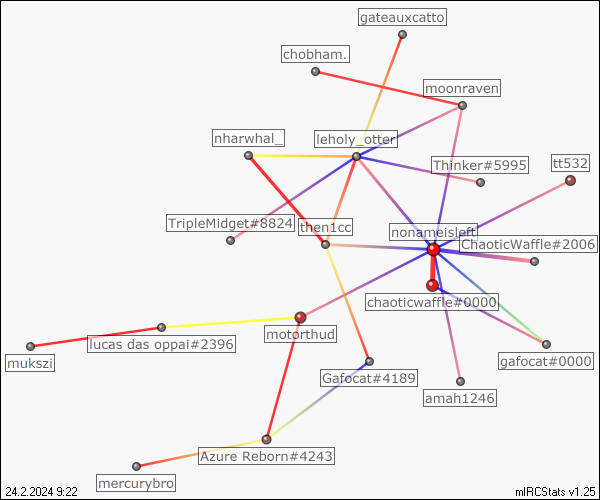 gateauxcatto
chobham.
moonraven
nharwhal_
leholy_otter
Thinker#5995
tt532
TripleMidget#8824
then1cc
nonameisleft
ChaoticWaffle#2006
chaoticwaffle#0000
motorthud
lucas das oppai#2396
mukszi
gafocat#0000
Gafocat#4189
amah1246
Azure Reborn#4243
mercurybro
24.2.2024 9:22
mIRCStats v1.25